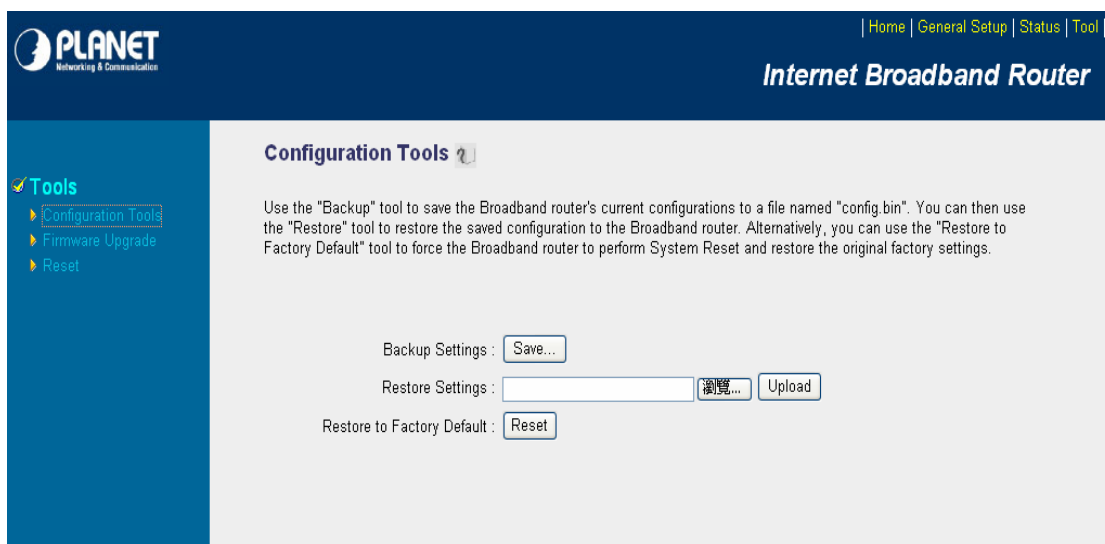 PLANET
Networking & Communication
| Home | General Setup | Status | Tool |
Internet Broadband Router
Tools
Configuration Tools
Firmware Upgrade
Reset
Configuration Tools
Use the "Backup" tool to save the Broadband router's current configurations to a file named "config.bin". You can then use
the "Restore" tool to restore the saved configuration to the Broadband router. Alternatively, you can use the "Restore to
Factory Default" tool to force the Broadband router to perform System Reset and restore the original factory settings.
Backup Settings : Save...
Restore Settings : 瀏覽... Upload
Restore to Factory Default : Reset